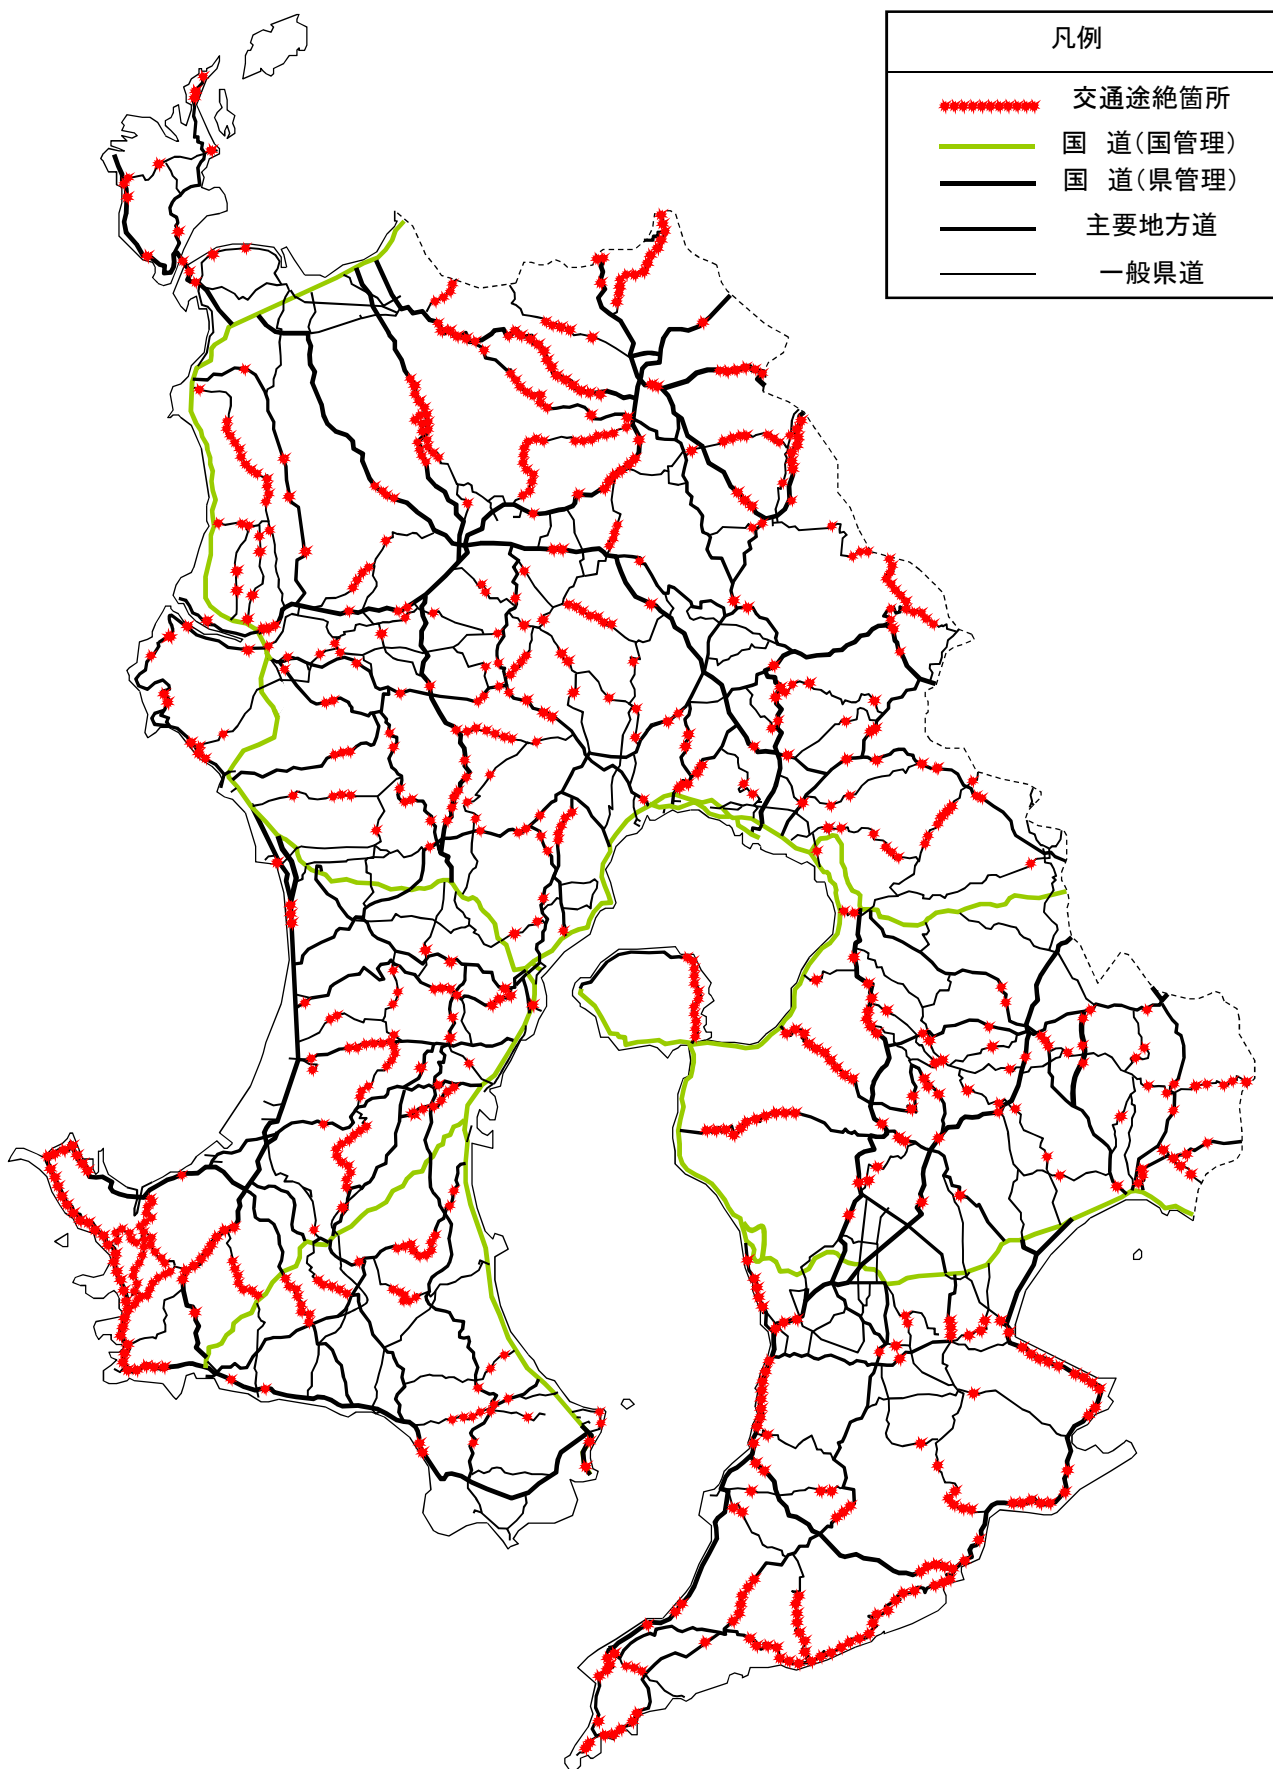 凡例
交通途絶箇所
国　道(国管理)
国　道(県管理)
主要地方道
一般県道